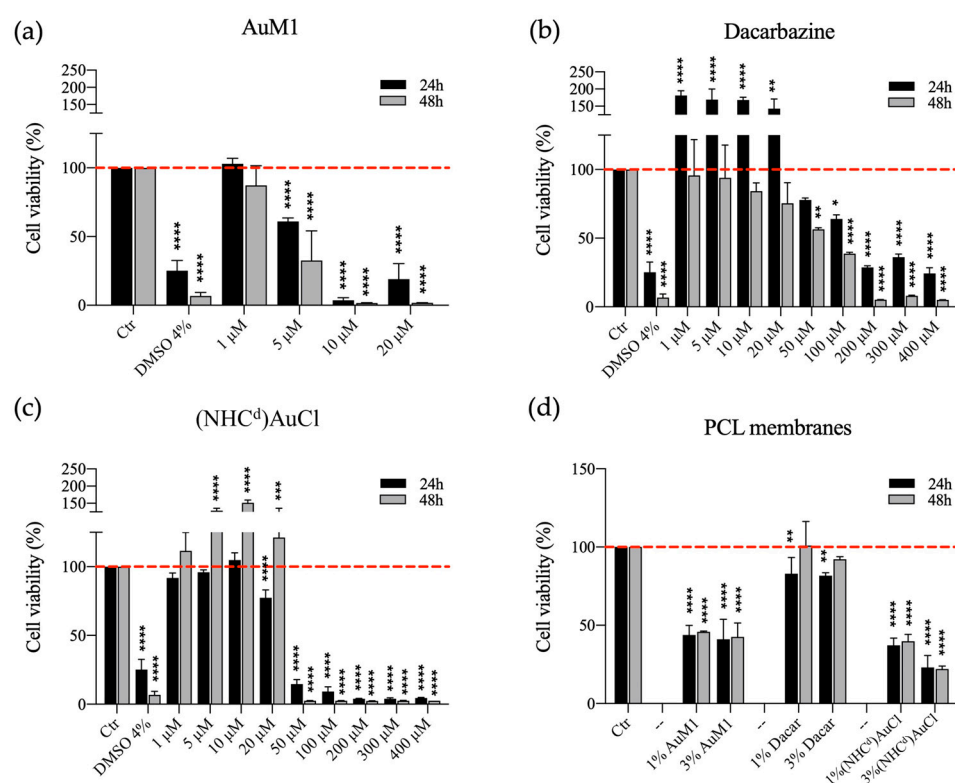 (a)
AuM1
Cell viability (%)
250
200
150
100
50
0
24h
48h
****
****
****
****
****
****
****
****
Ctr
DMSO 4%
1 µM
5 µM
10 µM
20 µM
(b)
Dacarbazine
Cell viability (%)
250
200
150
100
50
0
24h
48h
****
****
****
****
****
**
**
*
****
****
****
****
****
****
****
Ctr
DMSO 4%
1 µM
5 µM
10 µM
20 µM
50 µM
100 µM
200 µM
300 µM
400 µM
(c)
(NHCᵈ)AuCl
Cell viability (%)
250
200
150
100
50
0
24h
48h
****
****
****
****
****
***
****
****
****
****
****
****
****
****
****
****
Ctr
DMSO 4%
1 µM
5 µM
10 µM
20 µM
50 µM
100 µM
200 µM
300 µM
400 µM
(d)
PCL membranes
Cell viability (%)
150
100
50
0
24h
48h
****
****
****
****
**
**
****
****
****
****
Ctr
--
1% AuM1
3% AuM1
--
1% Dacar
3% Dacar
--
1%(NHCᵈ)AuCl
3%(NHCᵈ)AuCl